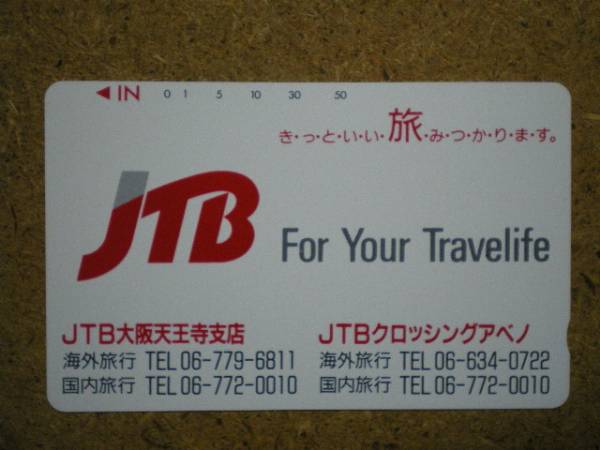 ◀IN 0 1 5 10 30 50
き・っ・と・い・い・旅・み・つ・か・り・ま・す。
JTB For Your Travelife
JTB大阪天王寺支店
海外旅行 TEL 06-779-6811
国内旅行 TEL 06-772-0010
JTBクロッシングアベノ
海外旅行 TEL 06-634-0722
国内旅行 TEL 06-772-0010